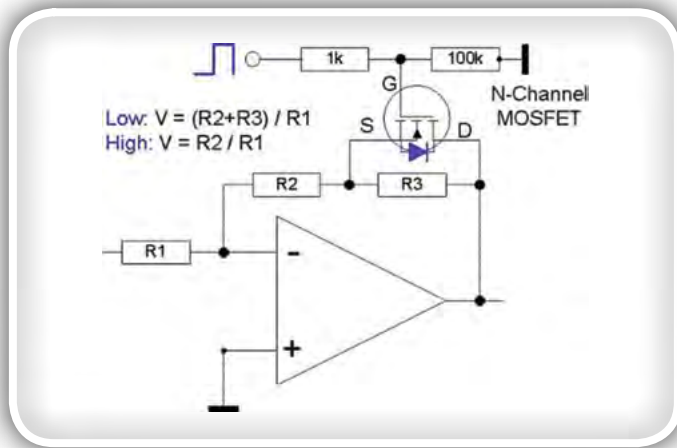 1k
100k
G
N-Channel
MOSFET
Low: V = (R2+R3) / R1
High: V = R2 / R1
S
D
R2
R3
R1
-
+